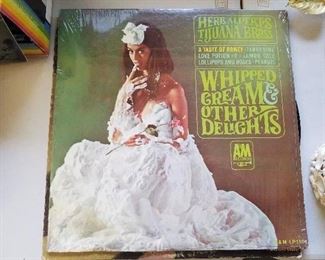 HERB ALPERT'S
TIJUANA BRASS
A TASTE OF HONEY · TANGERINE
LOVE POTION #9 · LEMON TREE
LOLLIPOPS AND ROSES · PEANUTS
WHIPPED
CREAM &
OTHER
DELIGHTS
A&M
RECORDS